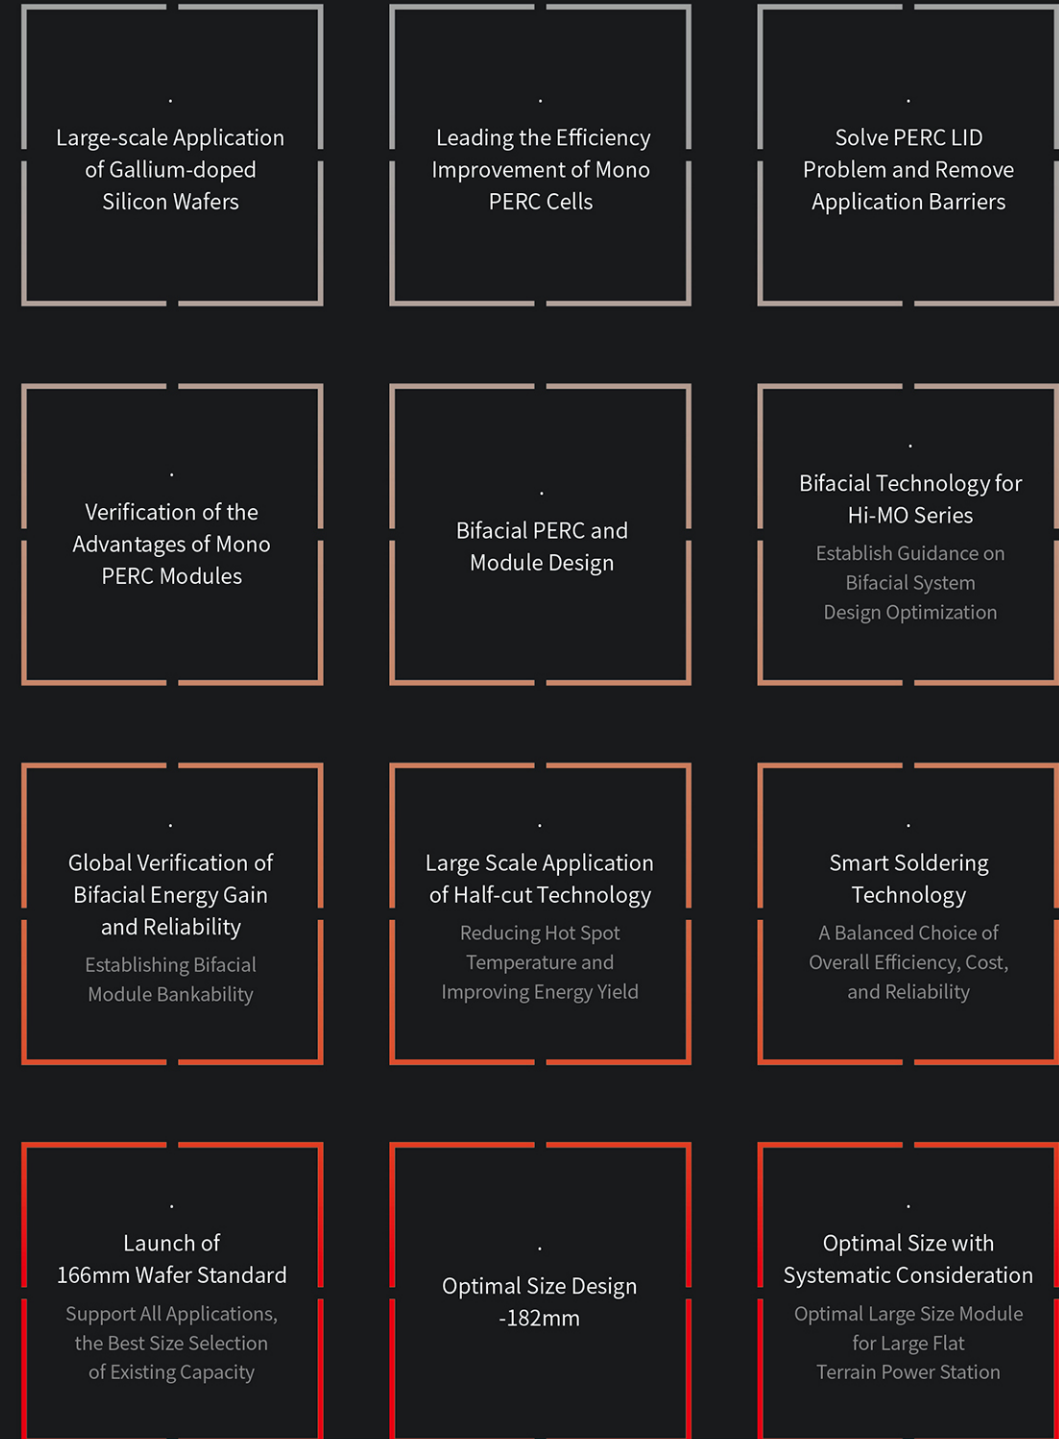 ·
Large-scale Application
of Gallium-doped
Silicon Wafers
·
Leading the Efficiency
Improvement of Mono
PERC Cells
·
Solve PERC LID
Problem and Remove
Application Barriers
·
Verification of the
Advantages of Mono
PERC Modules
·
Bifacial PERC and
Module Design
·
Bifacial Technology for
Hi-MO Series
Establish Guidance on
Bifacial System
Design Optimization
·
Global Verification of
Bifacial Energy Gain
and Reliability
Establishing Bifacial
Module Bankability
·
Large Scale Application
of Half-cut Technology
Reducing Hot Spot
Temperature and
Improving Energy Yield
·
Smart Soldering
Technology
A Balanced Choice of
Overall Efficiency, Cost,
and Reliability
·
Launch of
166mm Wafer Standard
Support All Applications,
the Best Size Selection
of Existing Capacity
·
Optimal Size Design
-182mm
·
Optimal Size with
Systematic Consideration
Optimal Large Size Module
for Large Flat
Terrain Power Station